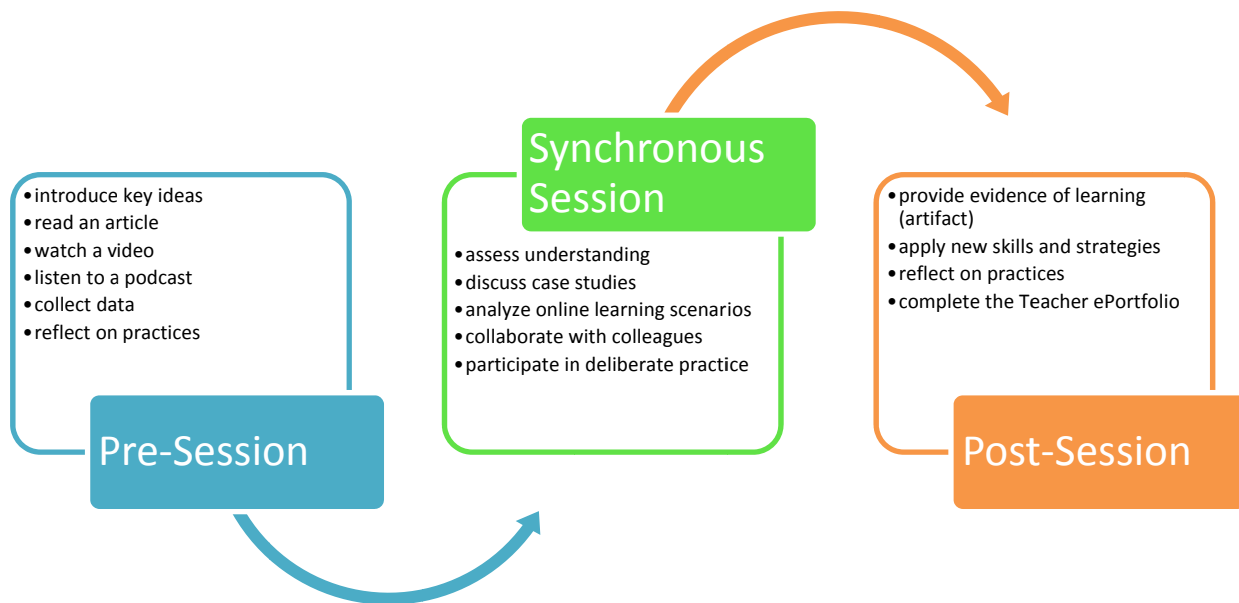 •introduce key ideas
•read an article
•watch a video
•listen to a podcast
•collect data
•reflect on practices
Pre-Session
Synchronous
Session
•assess understanding
•discuss case studies
•analyze online learning scenarios
•collaborate with colleagues
•participate in deliberate practice
•provide evidence of learning
(artifact)
•apply new skills and strategies
•reflect on practices
•complete the Teacher ePortfolio
Post-Session